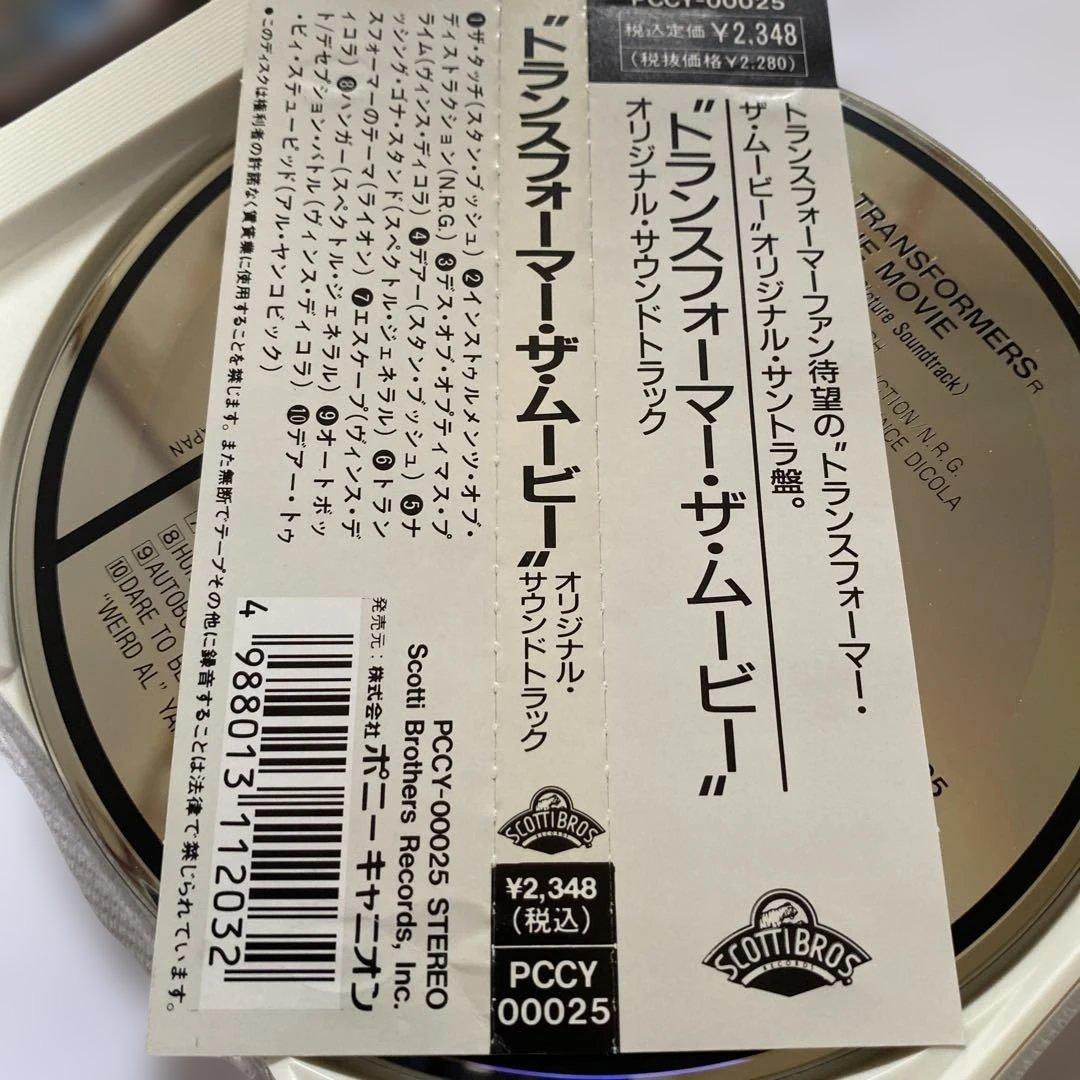 PCCY-00025
税込定価 ¥2,348
(税抜価格¥2.280)
トランスフォーマーファン待望の"トランスフォーマー・
ザ・ムービー"オリジナル・サントラ盤。
"トランスフォーマー・ザ・ムービー"
オリジナル・サウンドトラック
SCOTTI BROS
RECORDS
"トランスフォーマー・ザ・ムービー"
オリジナル・
サウンドトラック
SCOTTI BROS
RECORDS
¥2,348
(税込)
PCCY
00025
❶ザ・タッチ(スタン・ブッシュ) ❷インストゥルメンツ・オブ・
ディストラクション(N.R.G.) ❸デス・オブ・オプティマス・プ
ライム(ヴィンス・ディコラ) ❹デアー(スタン・ブッシュ) ❺ナ
ッシング・ゴナ・スタンド(スペクトル・ジェネラル) ❻トラン
スフォーマーのテーマ(ライオン) ❼エスケープ(ヴィンス・デ
ィコラ) ❽ハンガー(スペクトル・ジェネラル) ❾オートボッ
ト/デセプション・バトル(ヴィンス・ディコラ) ❿デアー・トゥ
・ビィ・ステューピッド(アル・ヤンコビック)
●このディスクは権利者の許諾なく賃貸業に使用することを禁じます。また無断でテープその他に録音することは法律で禁じられています。
PCCY-00025 STEREO
Scotti Brothers Records, Inc.
発売元:株式会社 ポニーキャニオン
4 988013 112032
TRANSFORMERS R
MOVIE
Soundtrack)
/N.R.G.
DICOLA
JAPAN
8
9 AUTOBO
10 DARE TO BE
"WEIRD AL"